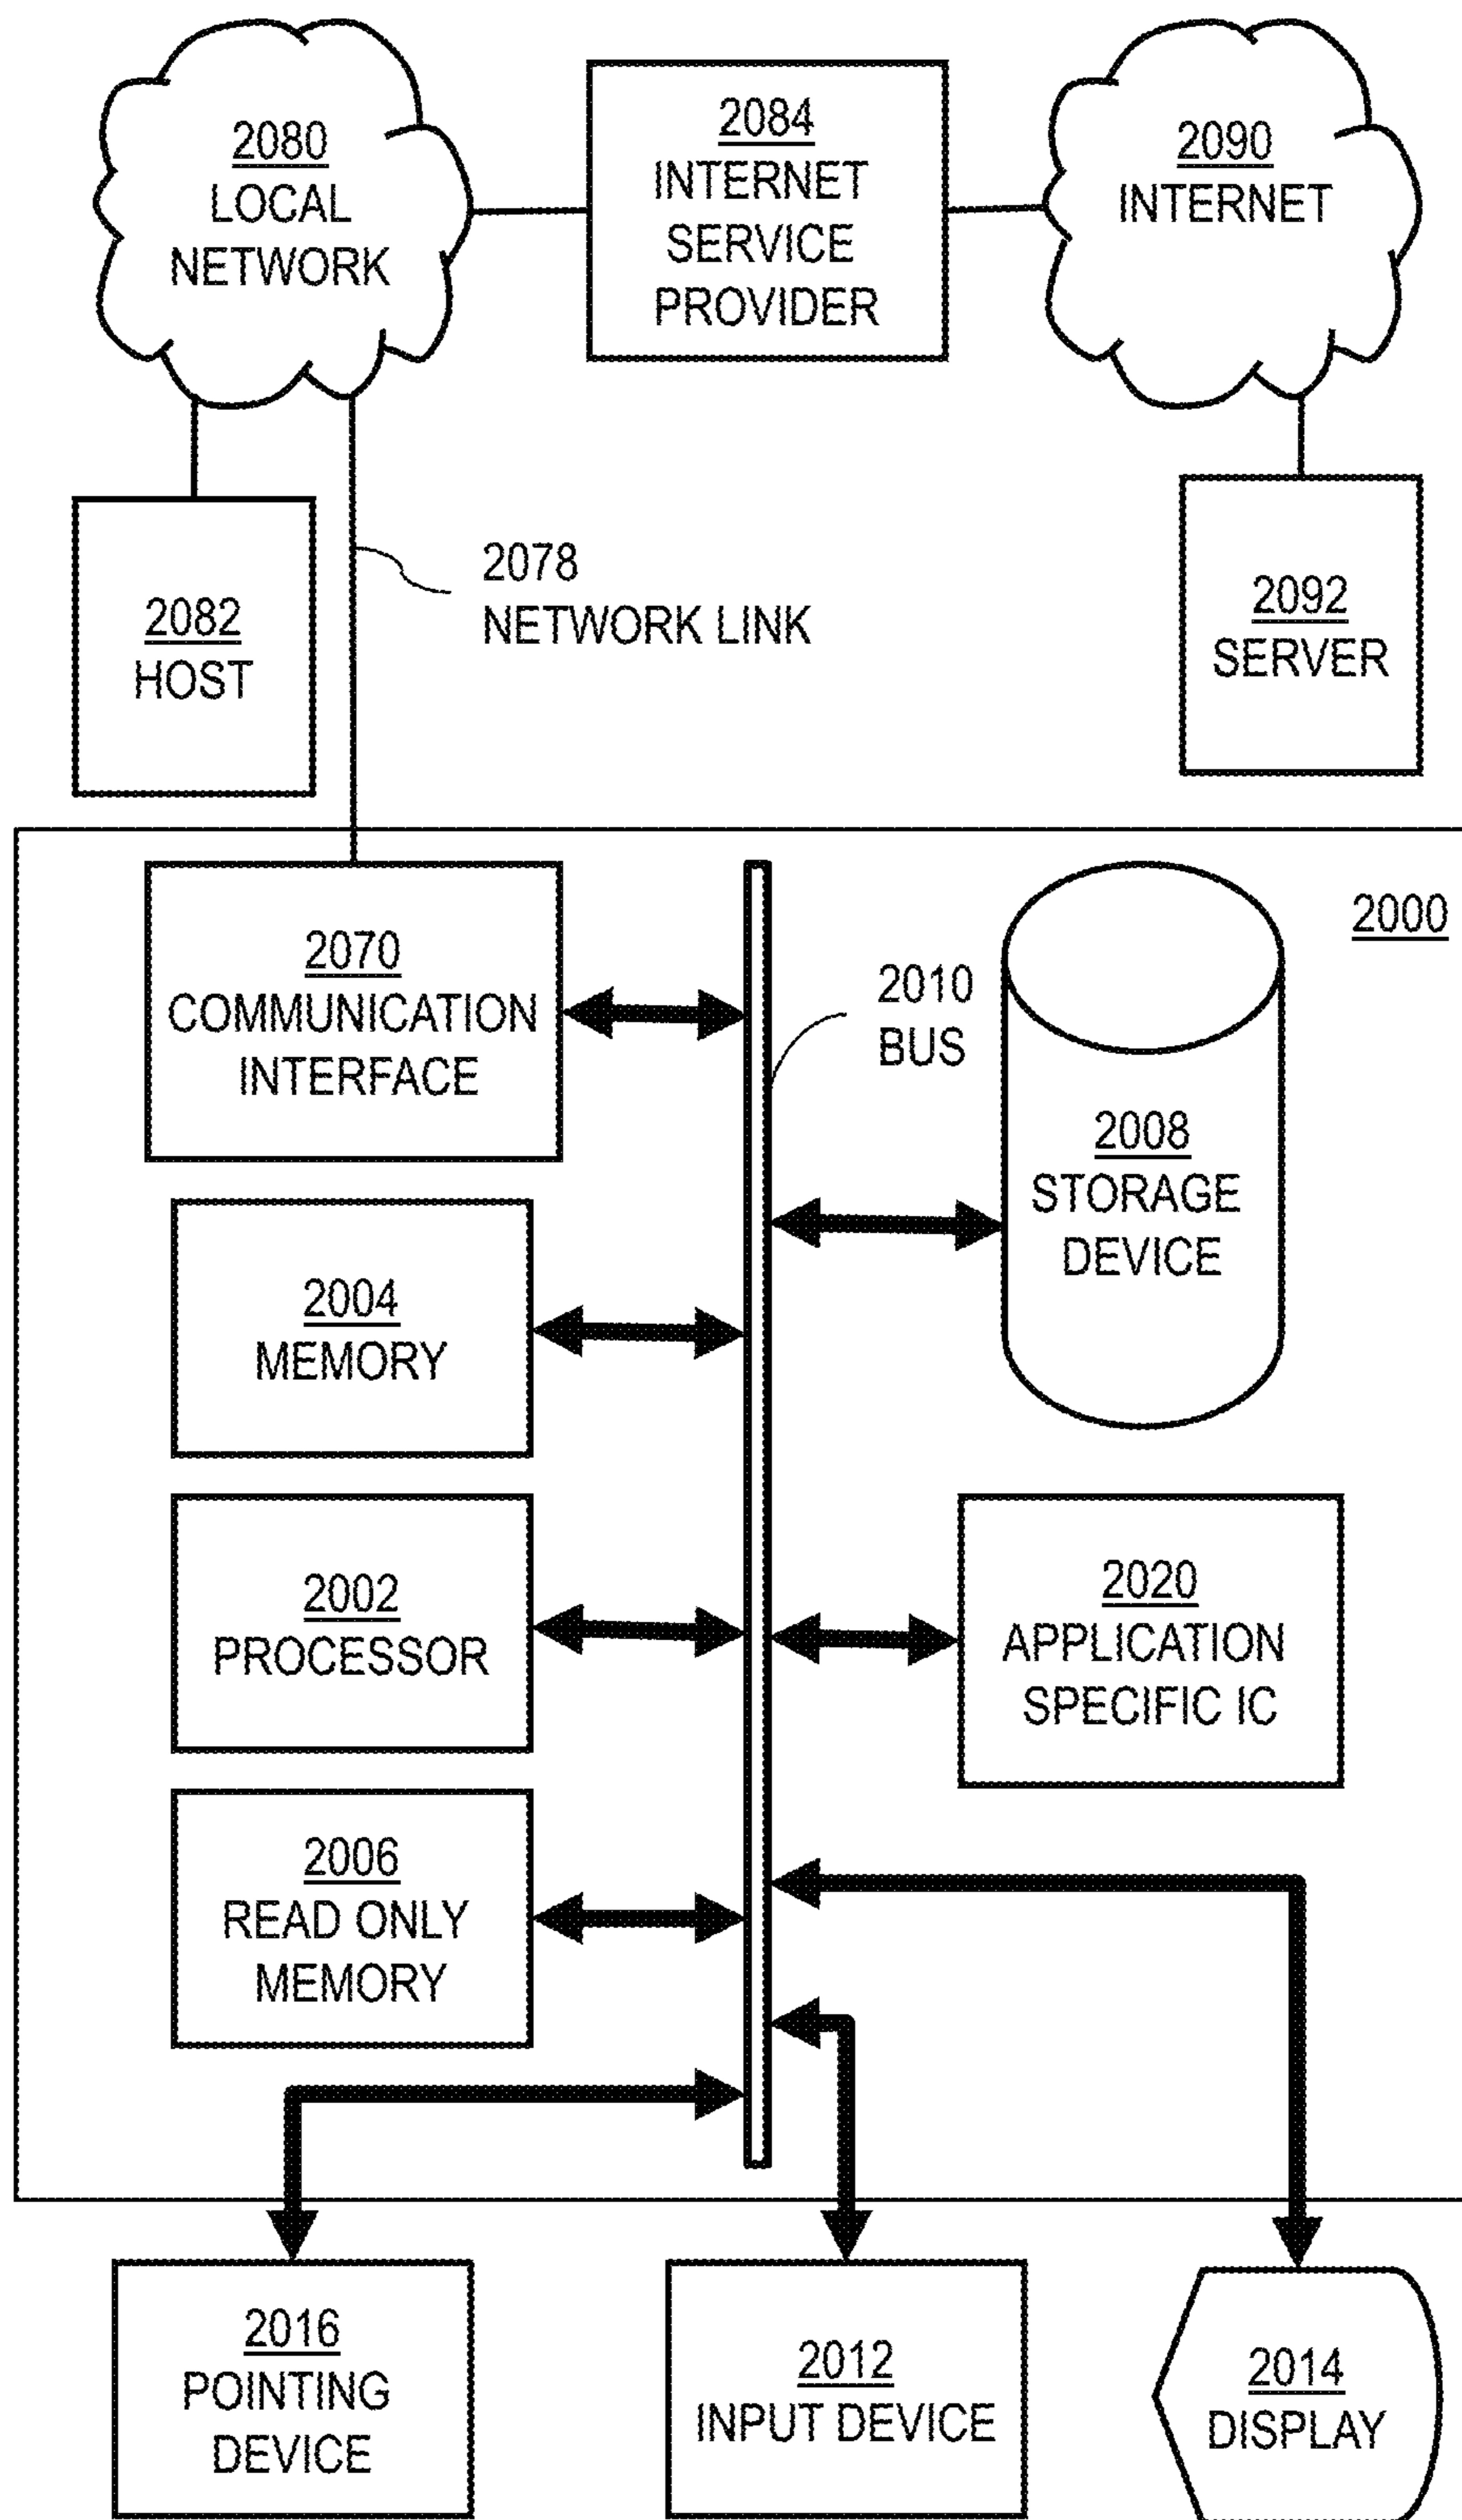 2080
LOCAL
NETWORK
2084
INTERNET
SERVICE
PROVIDER
2090
INTERNET
2082
HOST
2078
NETWORK LINK
2092
SERVER
2000
2070
COMMUNICATION
INTERFACE
2010
BUS
2008
STORAGE
DEVICE
2004
MEMORY
2002
PROCESSOR
2020
APPLICATION
SPECIFIC IC
2006
READ ONLY
MEMORY
2016
POINTING
DEVICE
2012
INPUT DEVICE
2014
DISPLAY